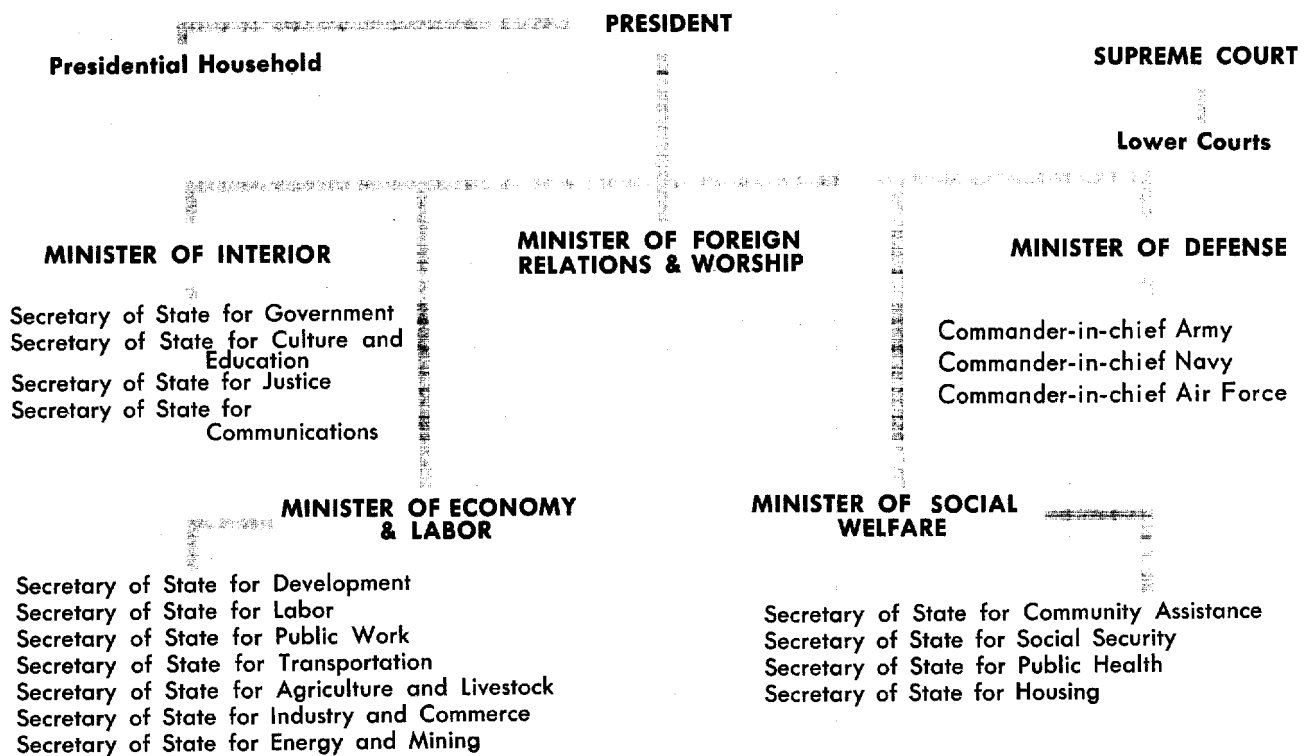 PRESIDENT
Presidential Household
SUPREME COURT
Lower Courts
MINISTER OF INTERIOR
Secretary of State for Government
Secretary of State for Culture and
Education
Secretary of State for Justice
Secretary of State for
Communications
MINISTER OF FOREIGN
RELATIONS & WORSHIP
MINISTER OF DEFENSE
Commander-in-chief Army
Commander-in-chief Navy
Commander-in-chief Air Force
MINISTER OF ECONOMY
& LABOR
Secretary of State for Development
Secretary of State for Labor
Secretary of State for Public Work
Secretary of State for Transportation
Secretary of State for Agriculture and Livestock
Secretary of State for Industry and Commerce
Secretary of State for Energy and Mining
MINISTER OF SOCIAL
WELFARE
Secretary of State for Community Assistance
Secretary of State for Social Security
Secretary of State for Public Health
Secretary of State for Housing